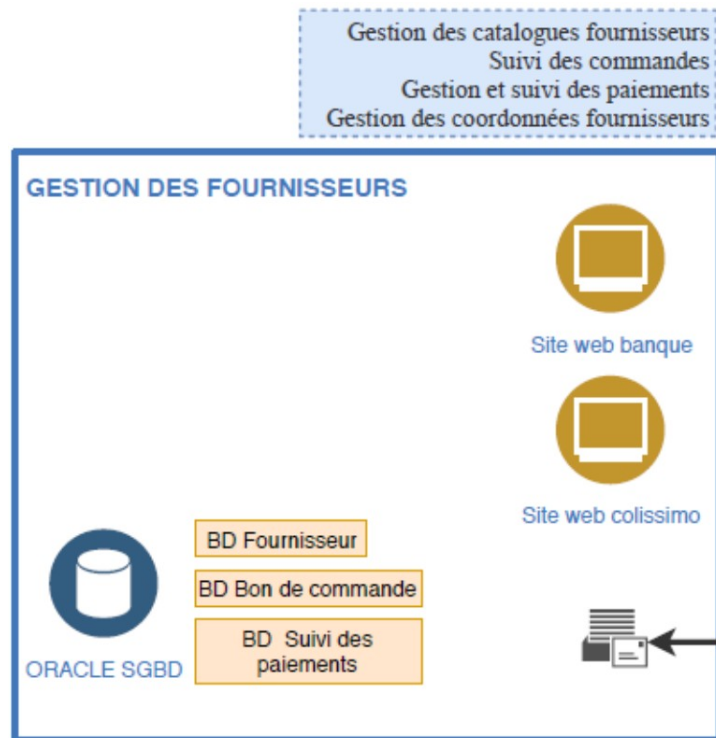 Gestion des catalogues fournisseurs
Suivi des commandes
Gestion et suivi des paiements
Gestion des coordonnées fournisseurs
GESTION DES FOURNISSEURS
Site web banque
Site web colissimo
BD Fournisseur
BD Bon de commande
BD Suivi des
paiements
ORACLE SGBD